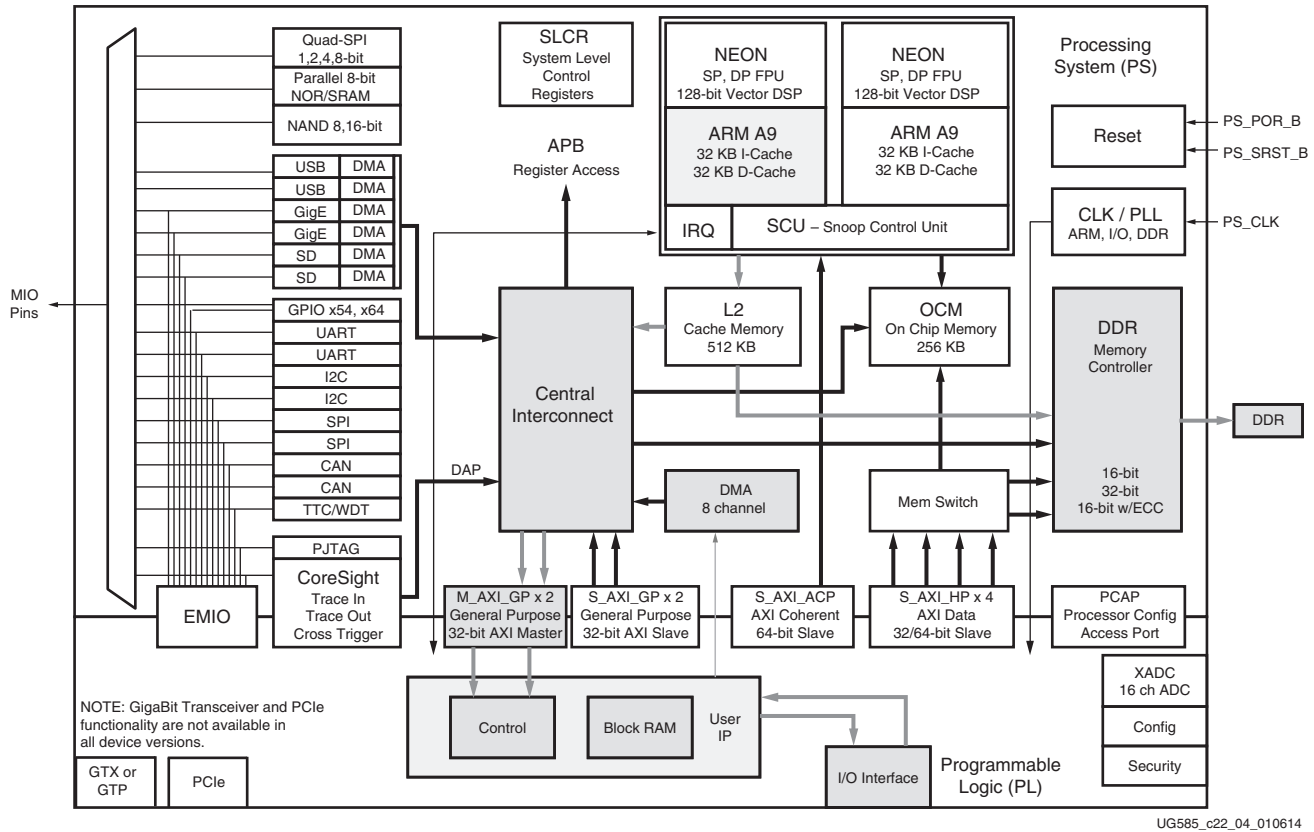 Quad-SPI
1,2,4,8-bit
Parallel 8-bit
NOR/SRAM
NAND 8,16-bit
USB DMA
USB DMA
GigE DMA
GigE DMA
SD DMA
SD DMA
GPIO x54, x64
UART
UART
I2C
I2C
SPI
SPI
CAN
CAN
TTC/WDT
PJTAG
CoreSight
Trace In
Trace Out
Cross Trigger
MIO
Pins
EMIO
SLCR
System Level
Control
Registers
APB
Register Access
NEON
SP, DP FPU
128-bit Vector DSP
ARM A9
32 KB I-Cache
32 KB D-Cache
NEON
SP, DP FPU
128-bit Vector DSP
ARM A9
32 KB I-Cache
32 KB D-Cache
IRQ
SCU – Snoop Control Unit
Processing
System (PS)
Reset
PS_POR_B
PS_SRST_B
CLK / PLL
ARM, I/O, DDR
PS_CLK
L2
Cache Memory
512 KB
OCM
On Chip Memory
256 KB
DDR
Memory
Controller
16-bit
32-bit
16-bit w/ECC
DDR
Central
Interconnect
DAP
DMA
8 channel
Mem Switch
M_AXI_GP x 2
General Purpose
32-bit AXI Master
S_AXI_GP x 2
General Purpose
32-bit AXI Slave
S_AXI_ACP
AXI Coherent
64-bit Slave
S_AXI_HP x 4
AXI Data
32/64-bit Slave
PCAP
Processor Config
Access Port
XADC
16 ch ADC
Config
Security
Control
Block RAM
User
IP
I/O Interface
Programmable
Logic (PL)
NOTE: GigaBit Transceiver and PCIe
functionality are not available in
all device versions.
GTX or
GTP
PCIe
UG585_c22_04_010614